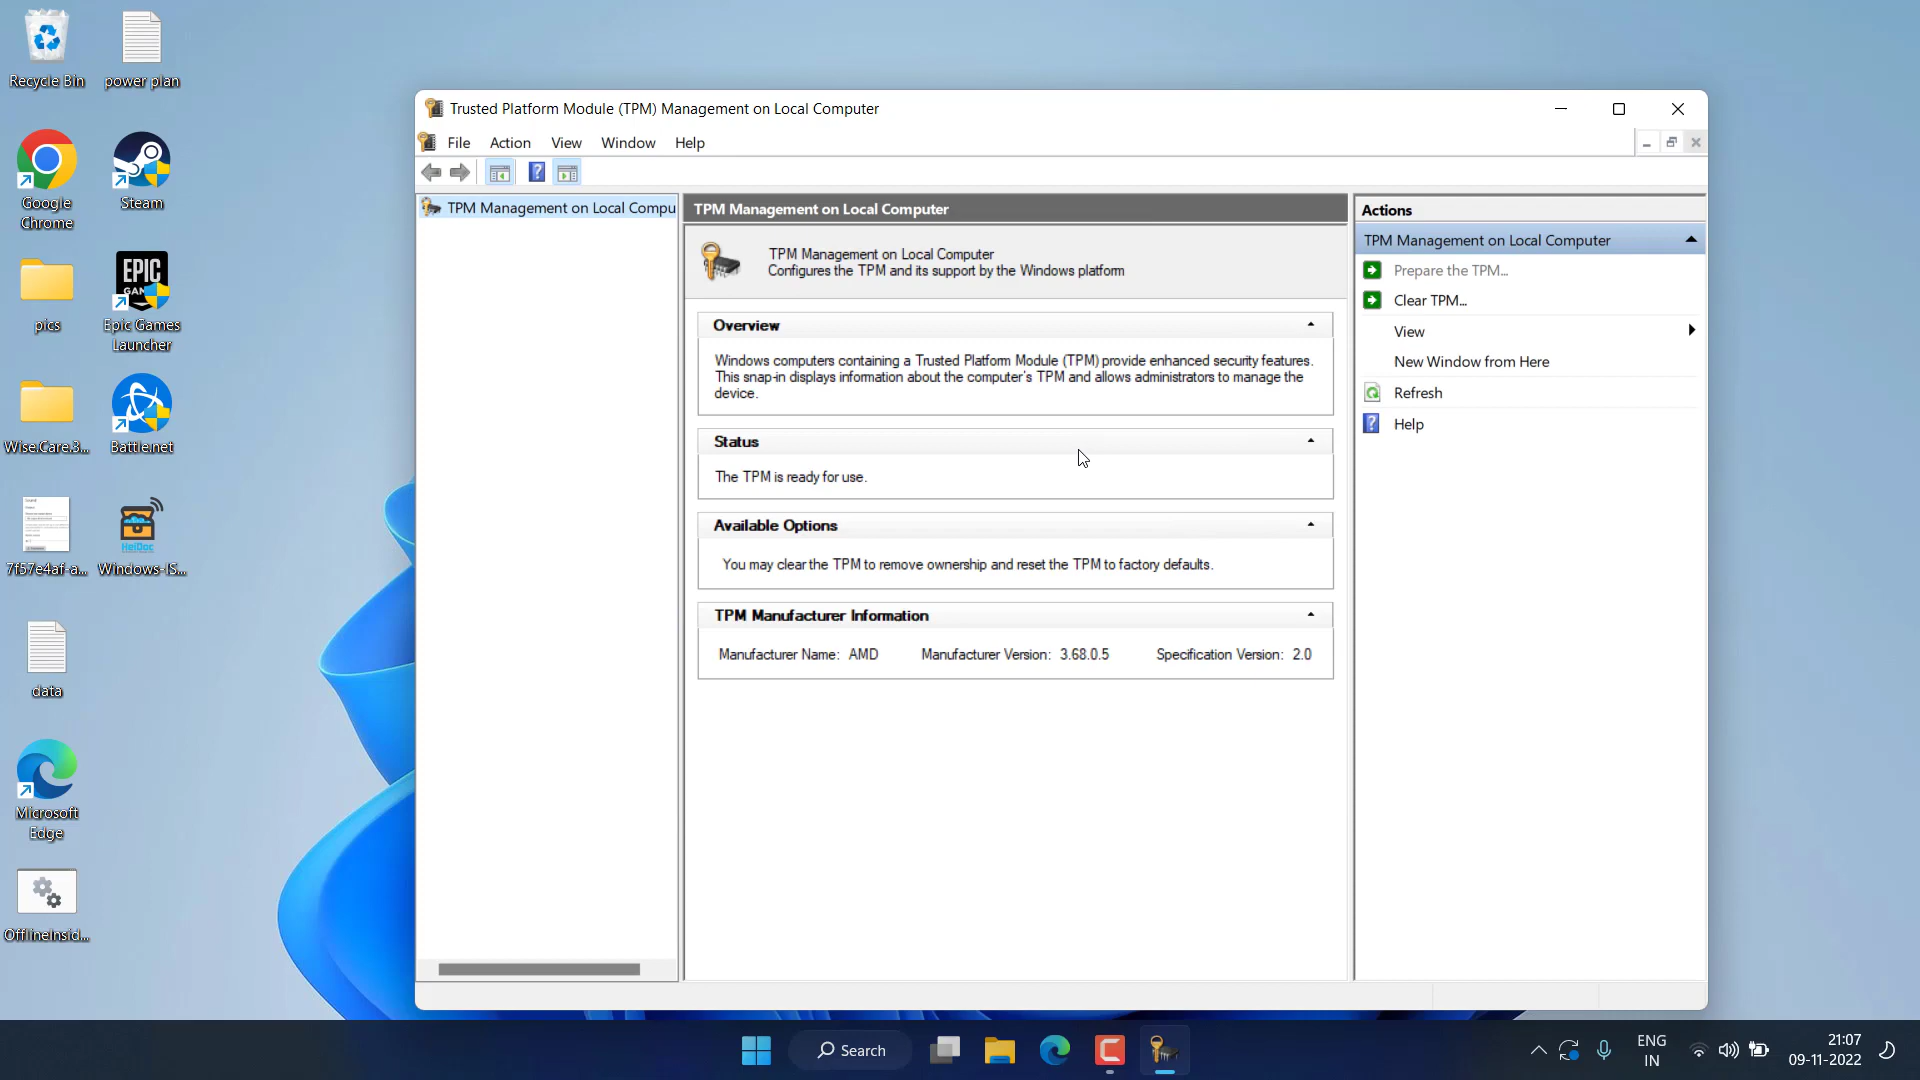 Recycle Bin
power plan
Google
Chrome
Steam
pics
EPIC
Epic Games
Launcher
Wise.Care.3...
Battle.net
7f57e4af-a...
HeiDoc
Windows-IS...
data
Microsoft
Edge
OfflineInsid...
Trusted Platform Module (TPM) Management on Local Computer
File Action View Window Help
TPM Management on Local Compu
TPM Management on Local Computer
TPM Management on Local Computer
Configures the TPM and its support by the Windows platform
Overview
Windows computers containing a Trusted Platform Module (TPM) provide enhanced security features.
This snap-in displays information about the computer's TPM and allows administrators to manage the
device.
Status
The TPM is ready for use.
Available Options
You may clear the TPM to remove ownership and reset the TPM to factory defaults.
TPM Manufacturer Information
Manufacturer Name: AMD Manufacturer Version: 3.68.0.5 Specification Version: 2.0
Actions
TPM Management on Local Computer
Prepare the TPM...
Clear TPM...
View
New Window from Here
Refresh
Help
Search
ENG
IN
21:07
09-11-2022